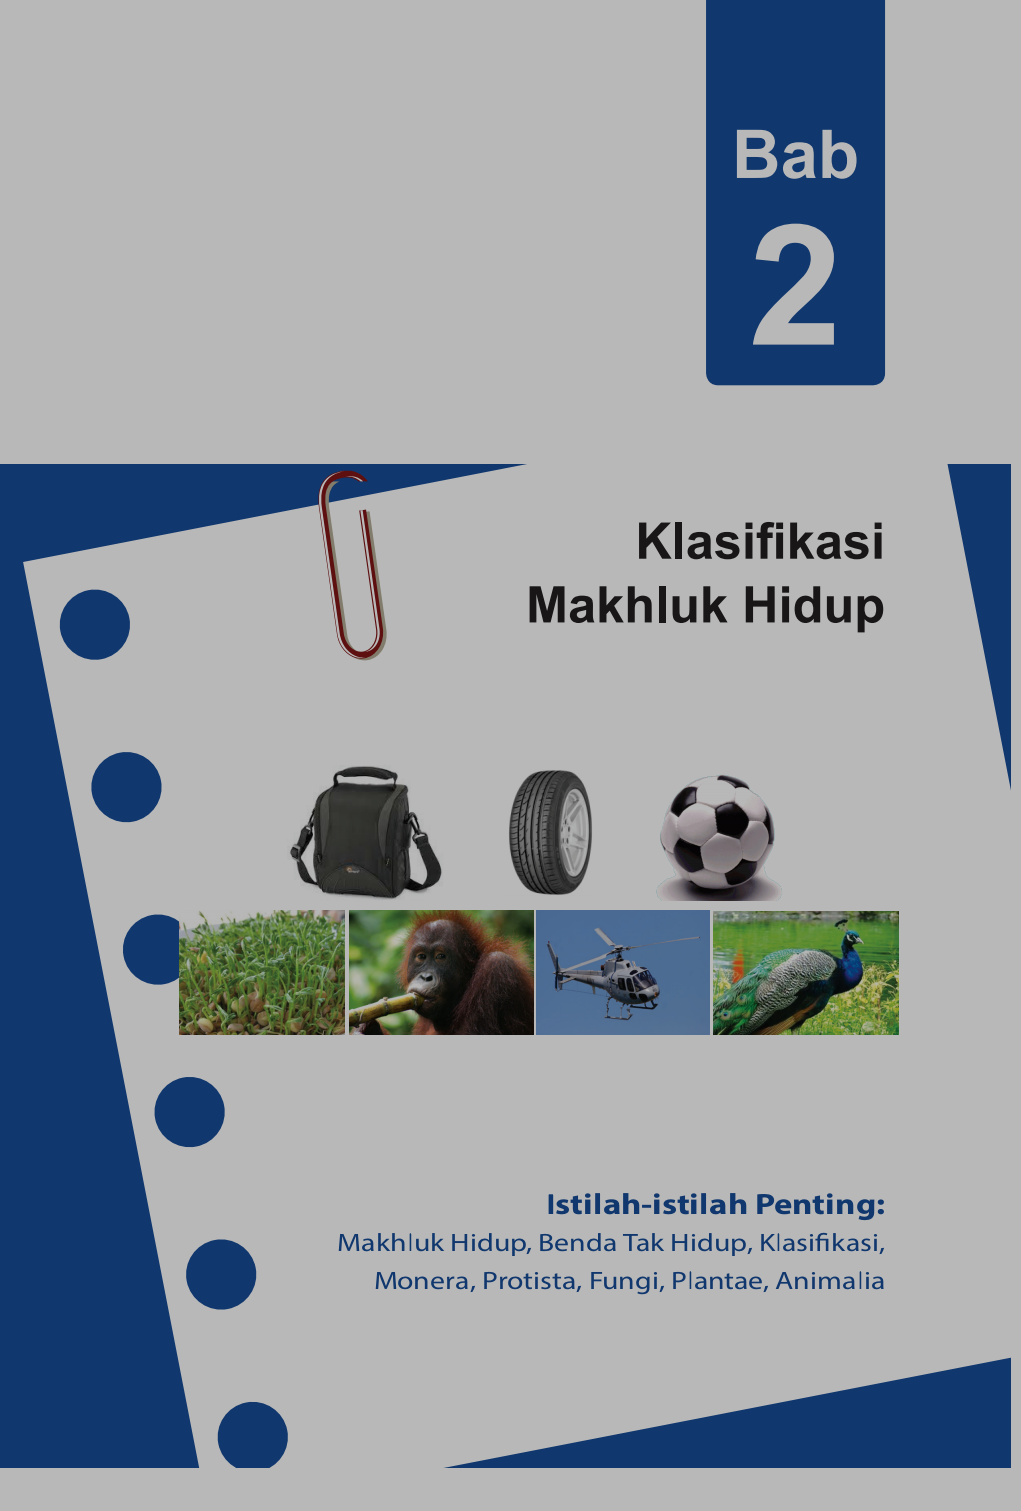 Bab
2
Klasifikasi
Makhluk Hidup
Istilah-istilah Penting:
Makhluk Hidup, Benda Tak Hidup, Klasifikasi,
Monera, Protista, Fungi, Plantae, Animalia